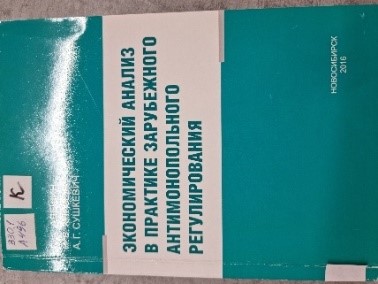 А.Г. СУШКЕВИЧ
ЭКОНОМИЧЕСКИЙ АНАЛИЗ
В ПРАКТИКЕ ЗАРУБЕЖНОГО
АНТИМОНОПОЛЬНОГО
РЕГУЛИРОВАНИЯ
НОВОСИБИРСК
2016
К